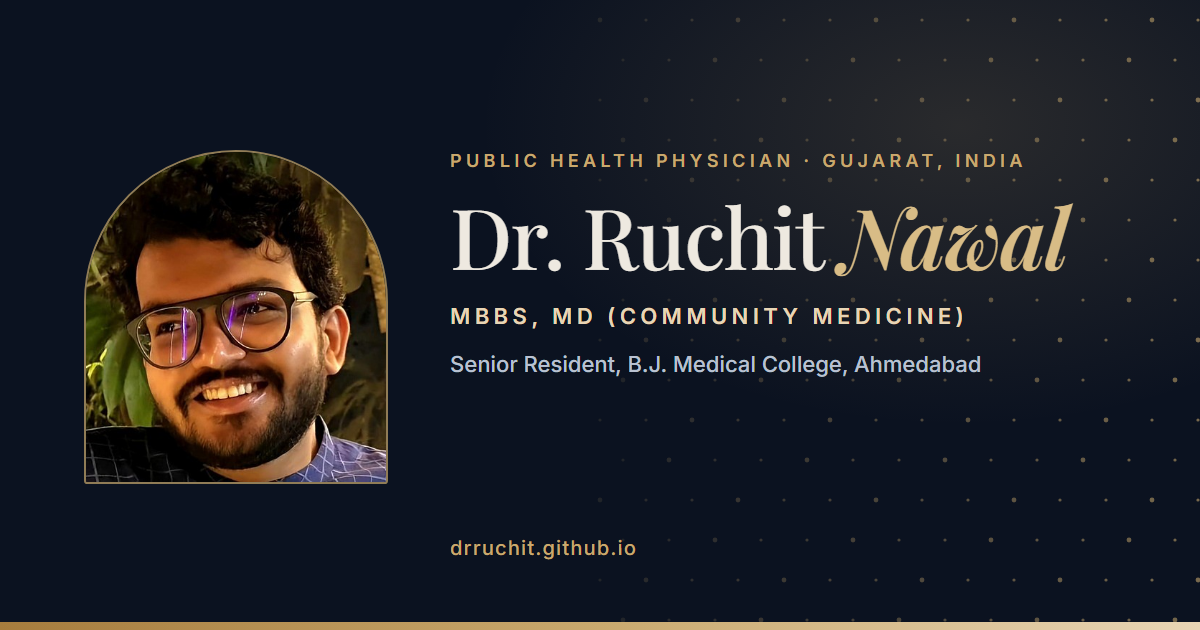 PUBLIC HEALTH PHYSICIAN · GUJARAT, INDIA
Dr. Ruchit Nawal
MBBS, MD (COMMUNITY MEDICINE)
Senior Resident, B.J. Medical College, Ahmedabad
drruchit.github.io